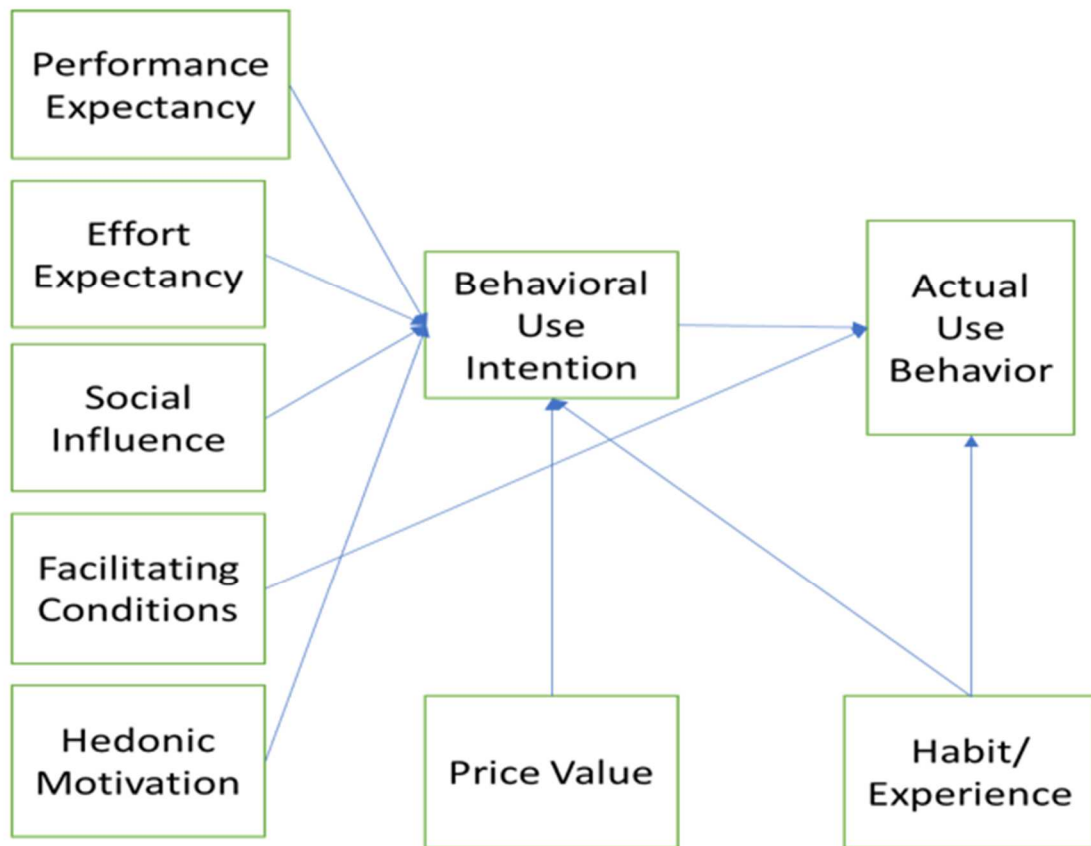 Performance
Expectancy
Effort
Expectancy
Social
Influence
Facilitating
Conditions
Hedonic
Motivation
Behavioral
Use
Intention
Price Value
Actual
Use
Behavior
Habit/
Experience